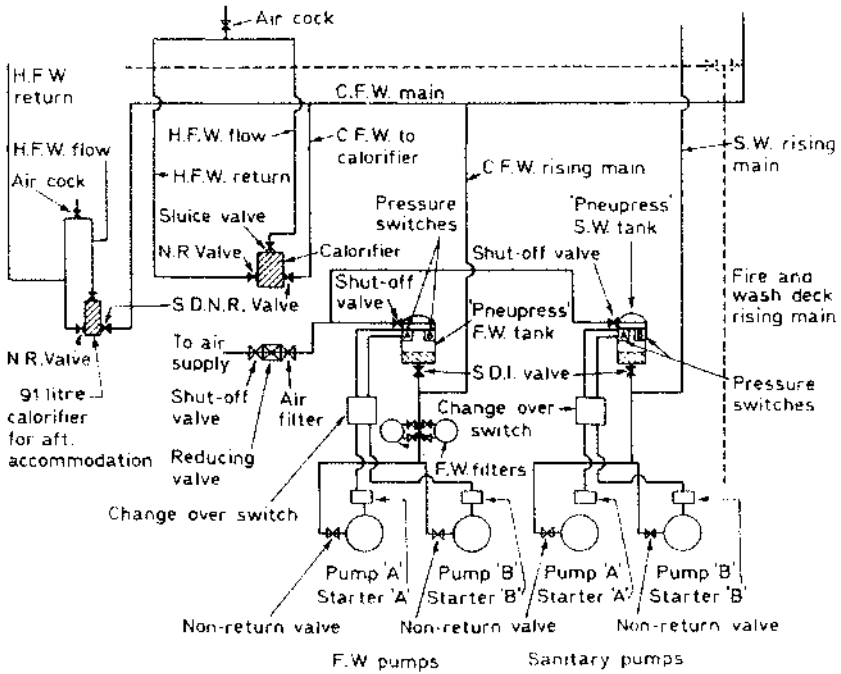 Air cock
H.F.W
return
C.F.W. main
H.F.W. flow
C F.W. to
calorifier
S.W. rising
main
H.F.W. flow
H.F.W. return
C F.W. rising main
Air cock
Sluice valve
Pressure
switches
'Pneupress'
S.W. tank
N.R Valve
Calorifier
Shut-off valve
Shut-off
valve
Fire and
wash deck
rising main
S D.N.R. Valve
'Pneupress'
F.W. tank
A
B
A
B
To air
supply
N R.Valve
S.D.I. valve
Pressure
switches
91 litre
calorifier
for aft.
accommodation
Shut-off
valve
Air
filter
Change over
switch
Reducing
valve
F.W. filters
Change over switch
Pump 'A'
Starter 'A'
Pump 'B'
Starter 'B'
Pump 'A'
Starter 'A'
Pump 'B'
Starter 'B'
Non-return valve
Non-return valve
Non-return valve
F.W pumps
Sanitary pumps